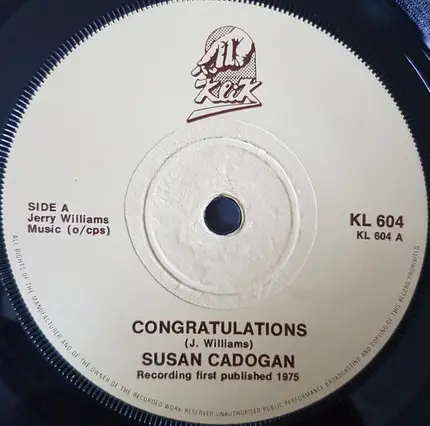 KLIK
SIDE A
Jerry Williams
Music (o/cps)
KL 604
KL 604 A
CONGRATULATIONS
(J. Williams)
SUSAN CADOGAN
Recording first published 1975
ALL RIGHTS OF THE MANUFACTURER AND OF THE OWNER OF THE RECORDED WORK RESERVED UNAUTHORISED PUBLIC PERFORMANCE BROADCASTING AND COPYING OF THIS RECORD PROHIBITED